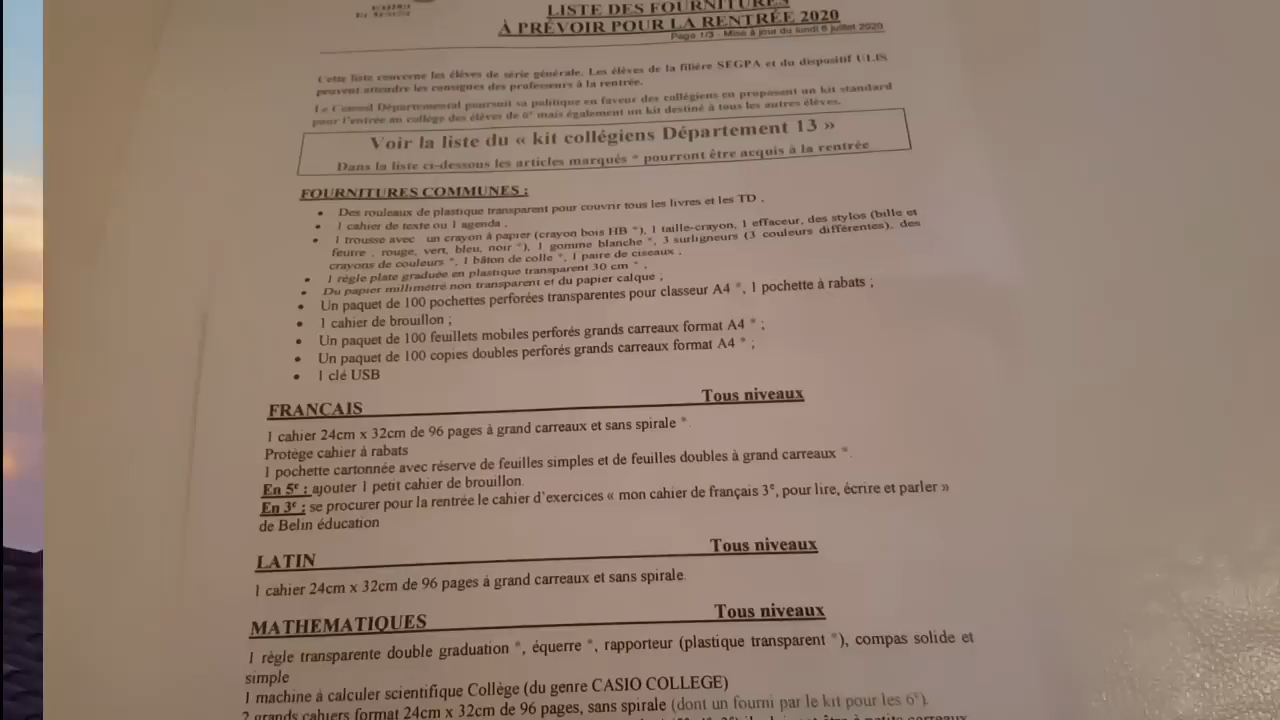 ACADÉMIE
LISTE DES FOURNITURES
À PRÉVOIR POUR LA RENTRÉE 2020
Page 1/3 - Mise à jour du lundi 6 juillet 2020
Cette liste concerne les élèves de série générale. Les élèves de la filière SEGPA et du dispositif ULIS
peuvent attendre les consignes des professeurs à la rentrée.
Le Conseil Départemental poursuit sa politique en faveur des collégiens en proposant un kit standard
pour l'entrée au collège des élèves de 6e mais également un kit destiné à tous les autres élèves.
Voir la liste du « kit collégiens Département 13 »
Dans la liste ci-dessous les articles marqués * pourront être acquis à la rentrée
FOURNITURES COMMUNES :
• Des rouleaux de plastique transparent pour couvrir tous les livres et les TD .
• 1 cahier de texte ou 1 agenda .
• 1 trousse avec un crayon à papier (crayon bois HB *), 1 taille-crayon, 1 effaceur, des stylos (bille et
feutre , rouge, vert, bleu, noir *), 1 gomme blanche *, 3 surligneurs (3 couleurs différentes), des
crayons de couleurs *, 1 bâton de colle *, 1 paire de ciseaux .
• 1 règle plate graduée en plastique transparent 30 cm * .
• Du papier millimétré non transparent et du papier calque ;
• Un paquet de 100 pochettes perforées transparentes pour classeur A4 *, 1 pochette à rabats ;
• 1 cahier de brouillon ;
• Un paquet de 100 feuillets mobiles perforés grands carreaux format A4 * ;
• Un paquet de 100 copies doubles perforés grands carreaux format A4 * ;
• 1 clé USB
FRANCAIS Tous niveaux
1 cahier 24cm x 32cm de 96 pages à grand carreaux et sans spirale *.
Protège cahier à rabats
1 pochette cartonnée avec réserve de feuilles simples et de feuilles doubles à grand carreaux *.
En 5e : ajouter 1 petit cahier de brouillon.
En 3e : se procurer pour la rentrée le cahier d'exercices « mon cahier de français 3e, pour lire, écrire et parler »
de Belin éducation
LATIN Tous niveaux
1 cahier 24cm x 32cm de 96 pages à grand carreaux et sans spirale.
MATHEMATIQUES Tous niveaux
1 règle transparente double graduation *, équerre *, rapporteur (plastique transparent *), compas solide et
simple
1 machine à calculer scientifique Collège (du genre CASIO COLLEGE)
2 grands cahiers format 24cm x 32cm de 96 pages, sans spirale (dont un fourni par le kit pour les 6e).